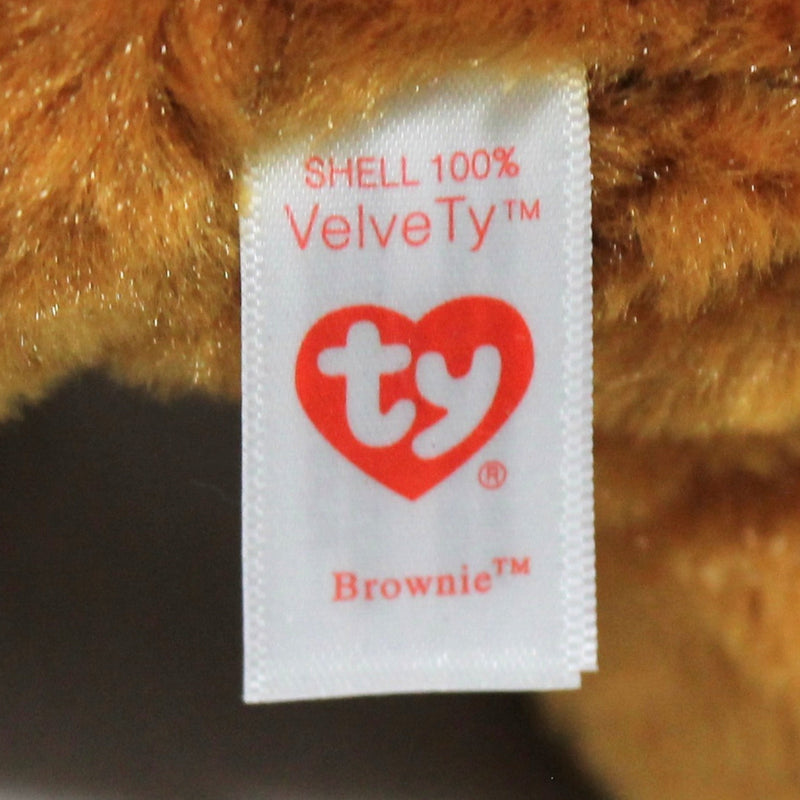 SHELL 100%
VelveTy™
ty
®
Brownie™